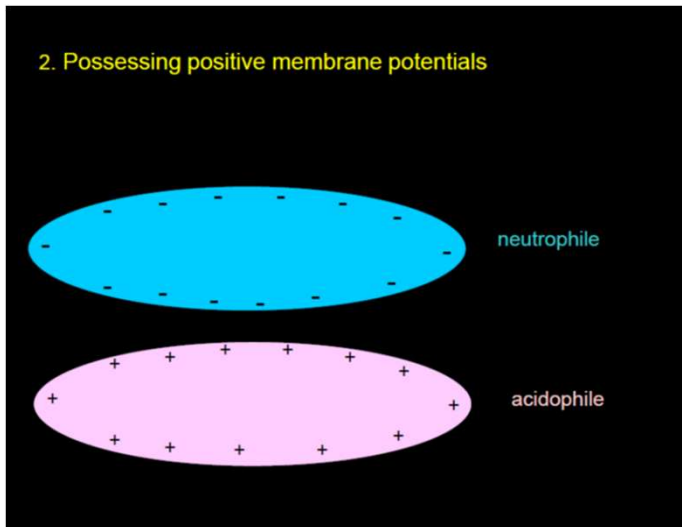 2. Possessing positive membrane potentials
- - - - - -
- neutrophile -
- - - - - -
+ + + + + +
+ acidophile +
+ + + + +